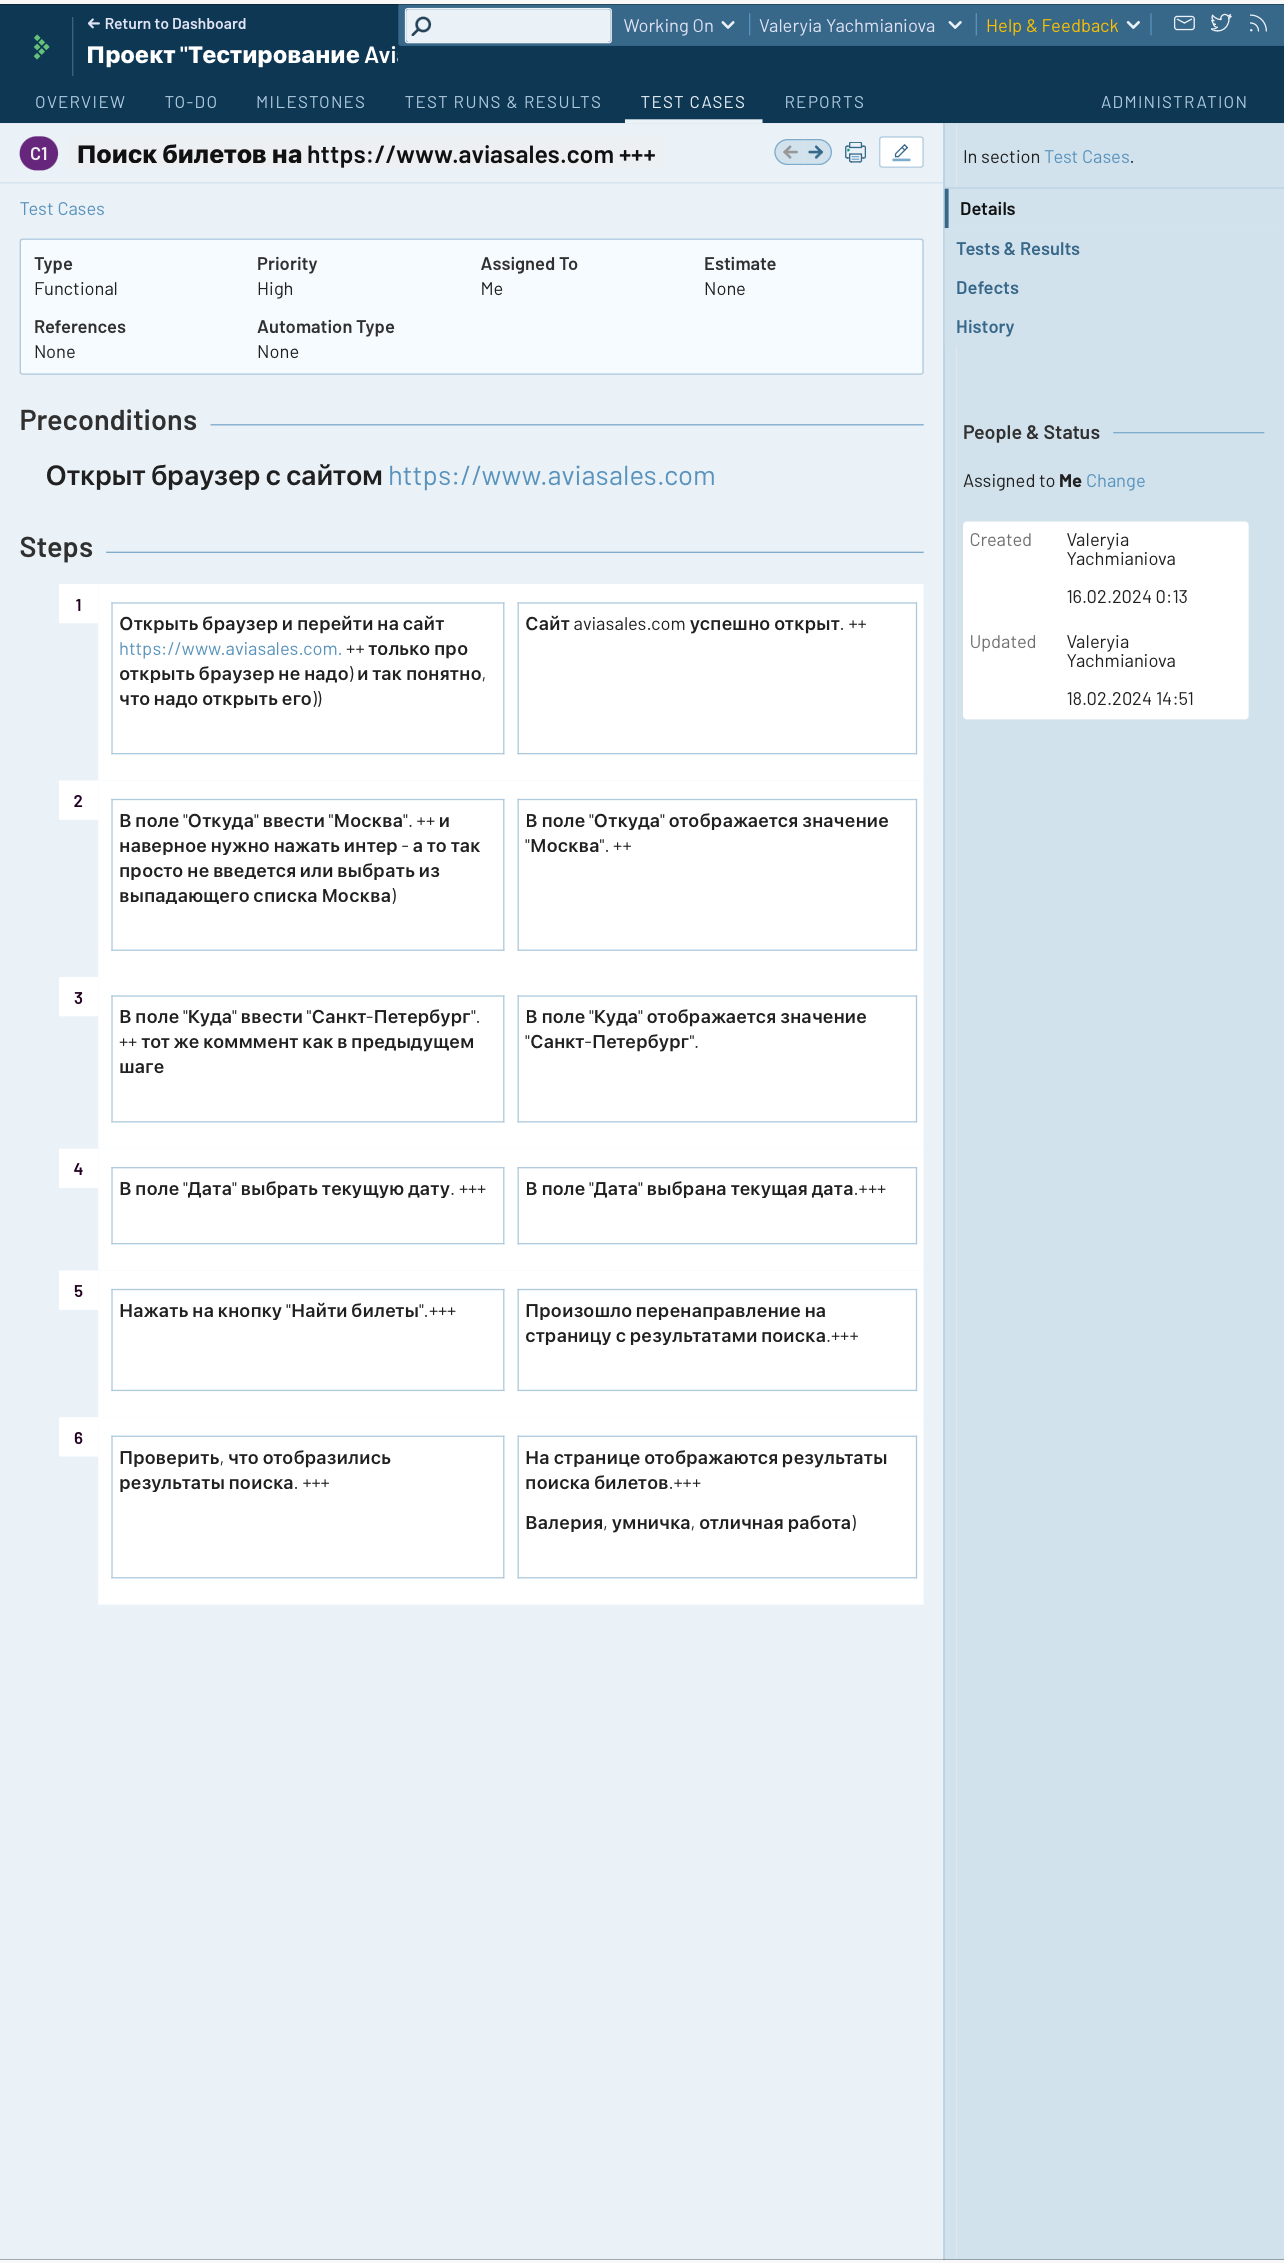 ← Return to Dashboard
Working On
Valeryia Yachmianiova
Help & Feedback
Проект "Тестирование Avi
OVERVIEW TO-DO MILESTONES TEST RUNS & RESULTS TEST CASES REPORTS ADMINISTRATION
C1 Поиск билетов на https://www.aviasales.com +++
Test Cases
Type Priority Assigned To Estimate
Functional High Me None
References Automation Type
None None
Preconditions
Открыт браузер с сайтом https://www.aviasales.com
Steps
1
Открыть браузер и перейти на сайт
https://www.aviasales.com. ++ только про
открыть браузер не надо) и так понятно,
что надо открыть его))
Сайт aviasales.com успешно открыт. ++
2
В поле "Откуда" ввести "Москва". ++ и
наверное нужно нажать интер - а то так
просто не введется или выбрать из
выпадающего списка Москва)
В поле "Откуда" отображается значение
"Москва". ++
3
В поле "Куда" ввести "Санкт-Петербург".
++ тот же комммент как в предыдущем
шаге
В поле "Куда" отображается значение
"Санкт-Петербург".
4
В поле "Дата" выбрать текущую дату. +++
В поле "Дата" выбрана текущая дата.+++
5
Нажать на кнопку "Найти билеты".+++
Произошло перенаправление на
страницу с результатами поиска.+++
6
Проверить, что отобразились
результаты поиска. +++
На странице отображаются результаты
поиска билетов.+++
Валерия, умничка, отличная работа)
In section Test Cases.
Details
Tests & Results
Defects
History
People & Status
Assigned to Me Change
Created Valeryia
Yachmianiova
16.02.2024 0:13
Updated Valeryia
Yachmianiova
18.02.2024 14:51